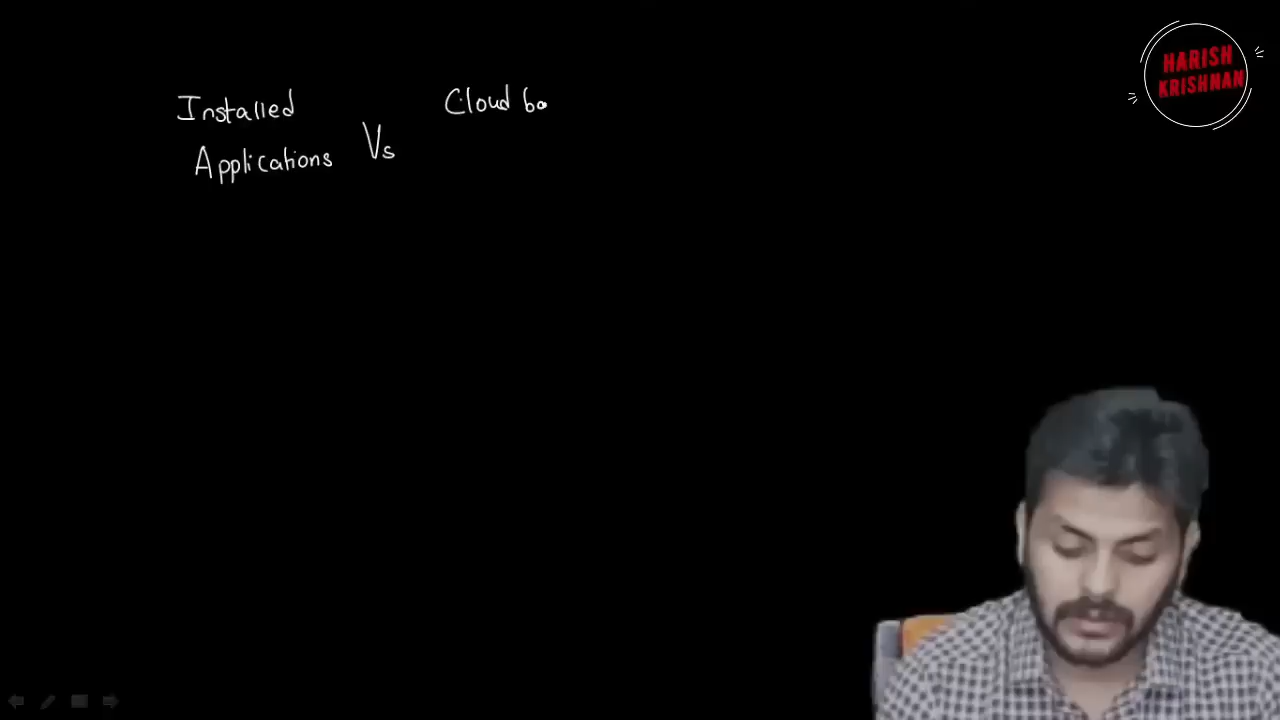 Installed
Applications
Vs
Cloud ba
HARISH
KRISHNAN